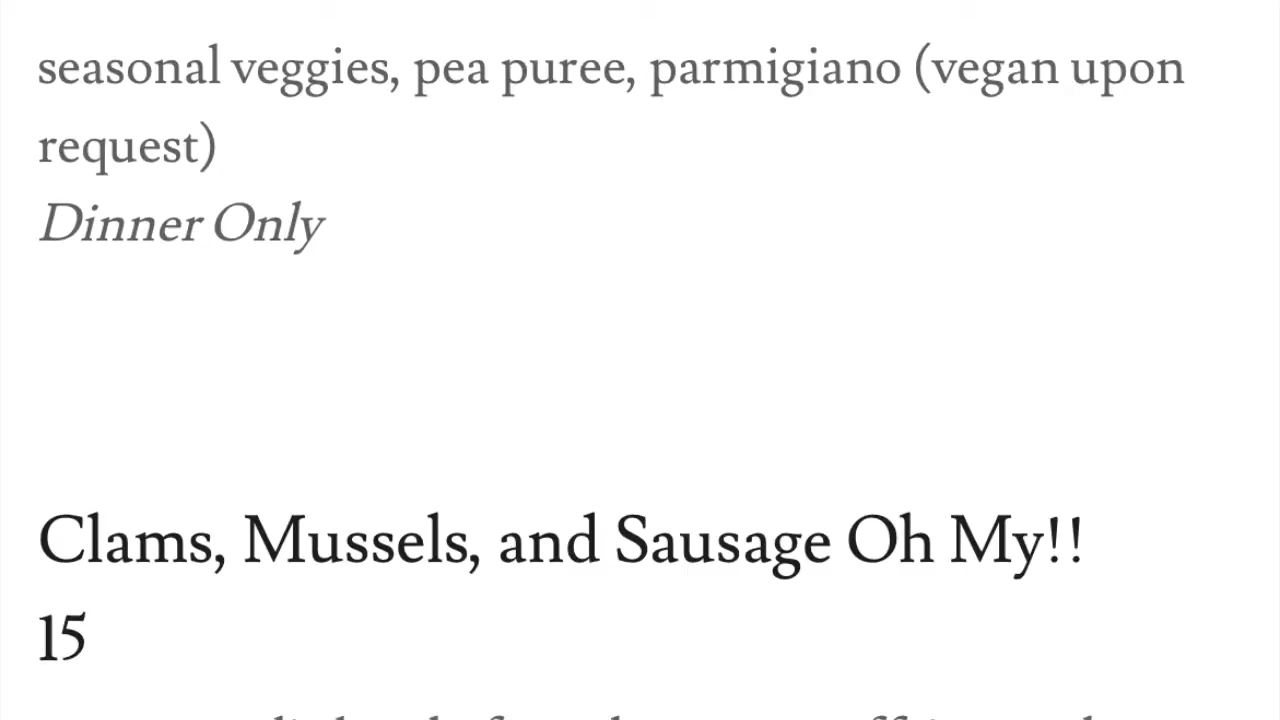 seasonal veggies, pea puree, parmigiano (vegan upon
request)
Dinner Only
Clams, Mussels, and Sausage Oh My!!
15